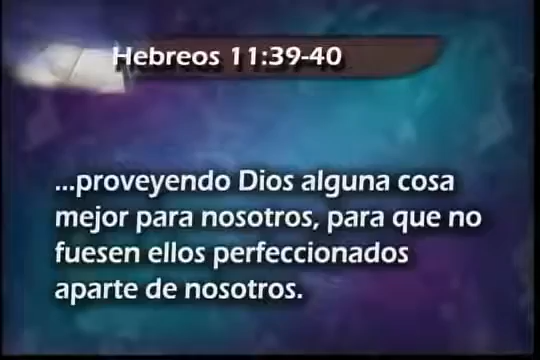 Hebreos 11:39-40
...proveyendo Dios alguna cosa
mejor para nosotros, para que no
fuesen ellos perfeccionados
aparte de nosotros.